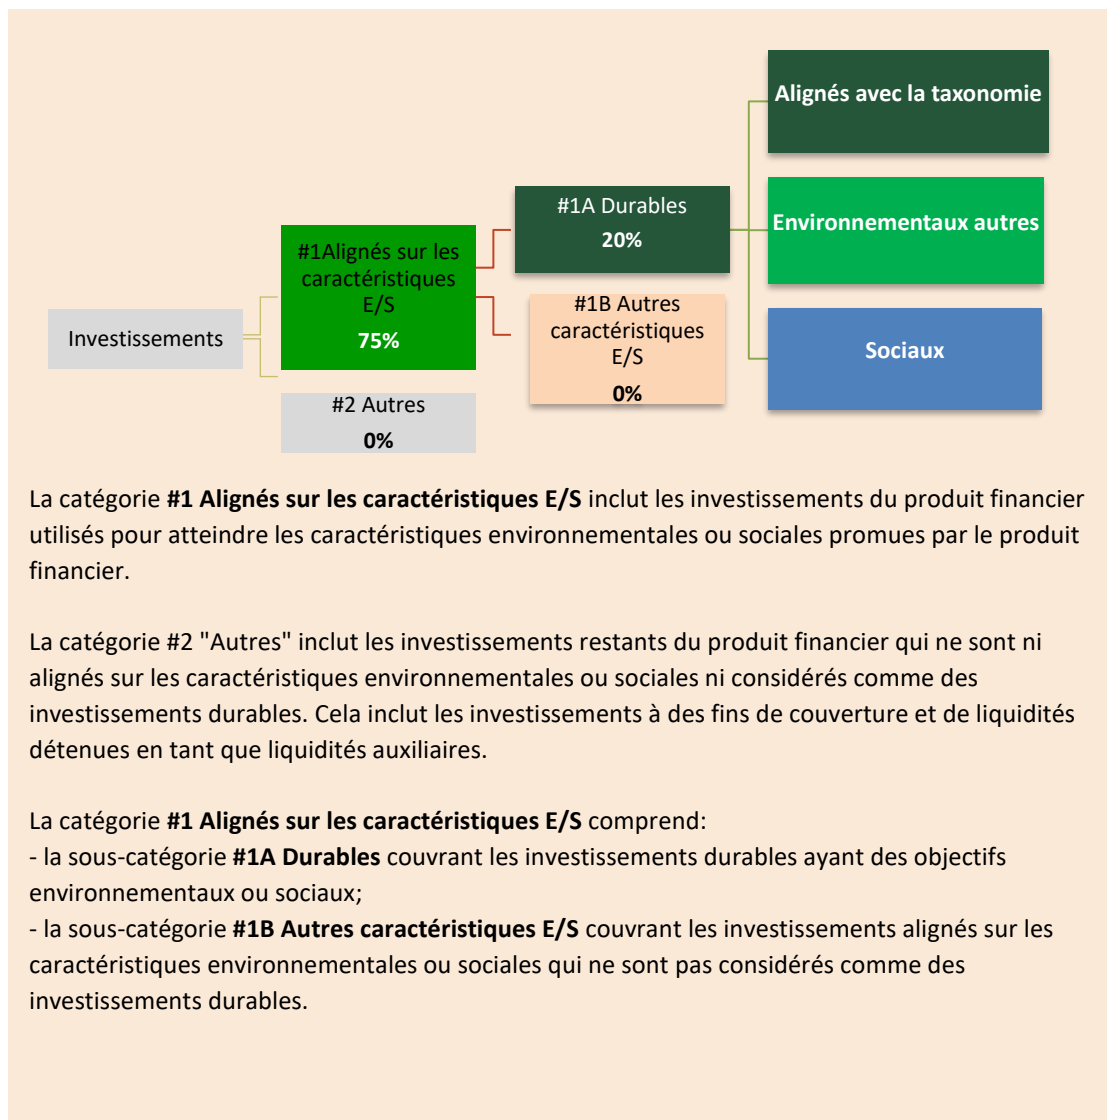 Alignés avec la taxonomie
#1A Durables
20%
Environnementaux autres
#1Alignés sur les
caractéristiques
E/S
75%
#1B Autres
caractéristiques
E/S
0%
Investissements
Sociaux
#2 Autres
0%
La catégorie #1 Alignés sur les caractéristiques E/S inclut les investissements du produit financier
utilisés pour atteindre les caractéristiques environnementales ou sociales promues par le produit
financier.
La catégorie #2 "Autres" inclut les investissements restants du produit financier qui ne sont ni
alignés sur les caractéristiques environnementales ou sociales ni considérés comme des
investissements durables. Cela inclut les investissements à des fins de couverture et de liquidités
détenues en tant que liquidités auxiliaires.
La catégorie #1 Alignés sur les caractéristiques E/S comprend:
- la sous-catégorie #1A Durables couvrant les investissements durables ayant des objectifs
environnementaux ou sociaux;
- la sous-catégorie #1B Autres caractéristiques E/S couvrant les investissements alignés sur les
caractéristiques environnementales ou sociales qui ne sont pas considérés comme des
investissements durables.